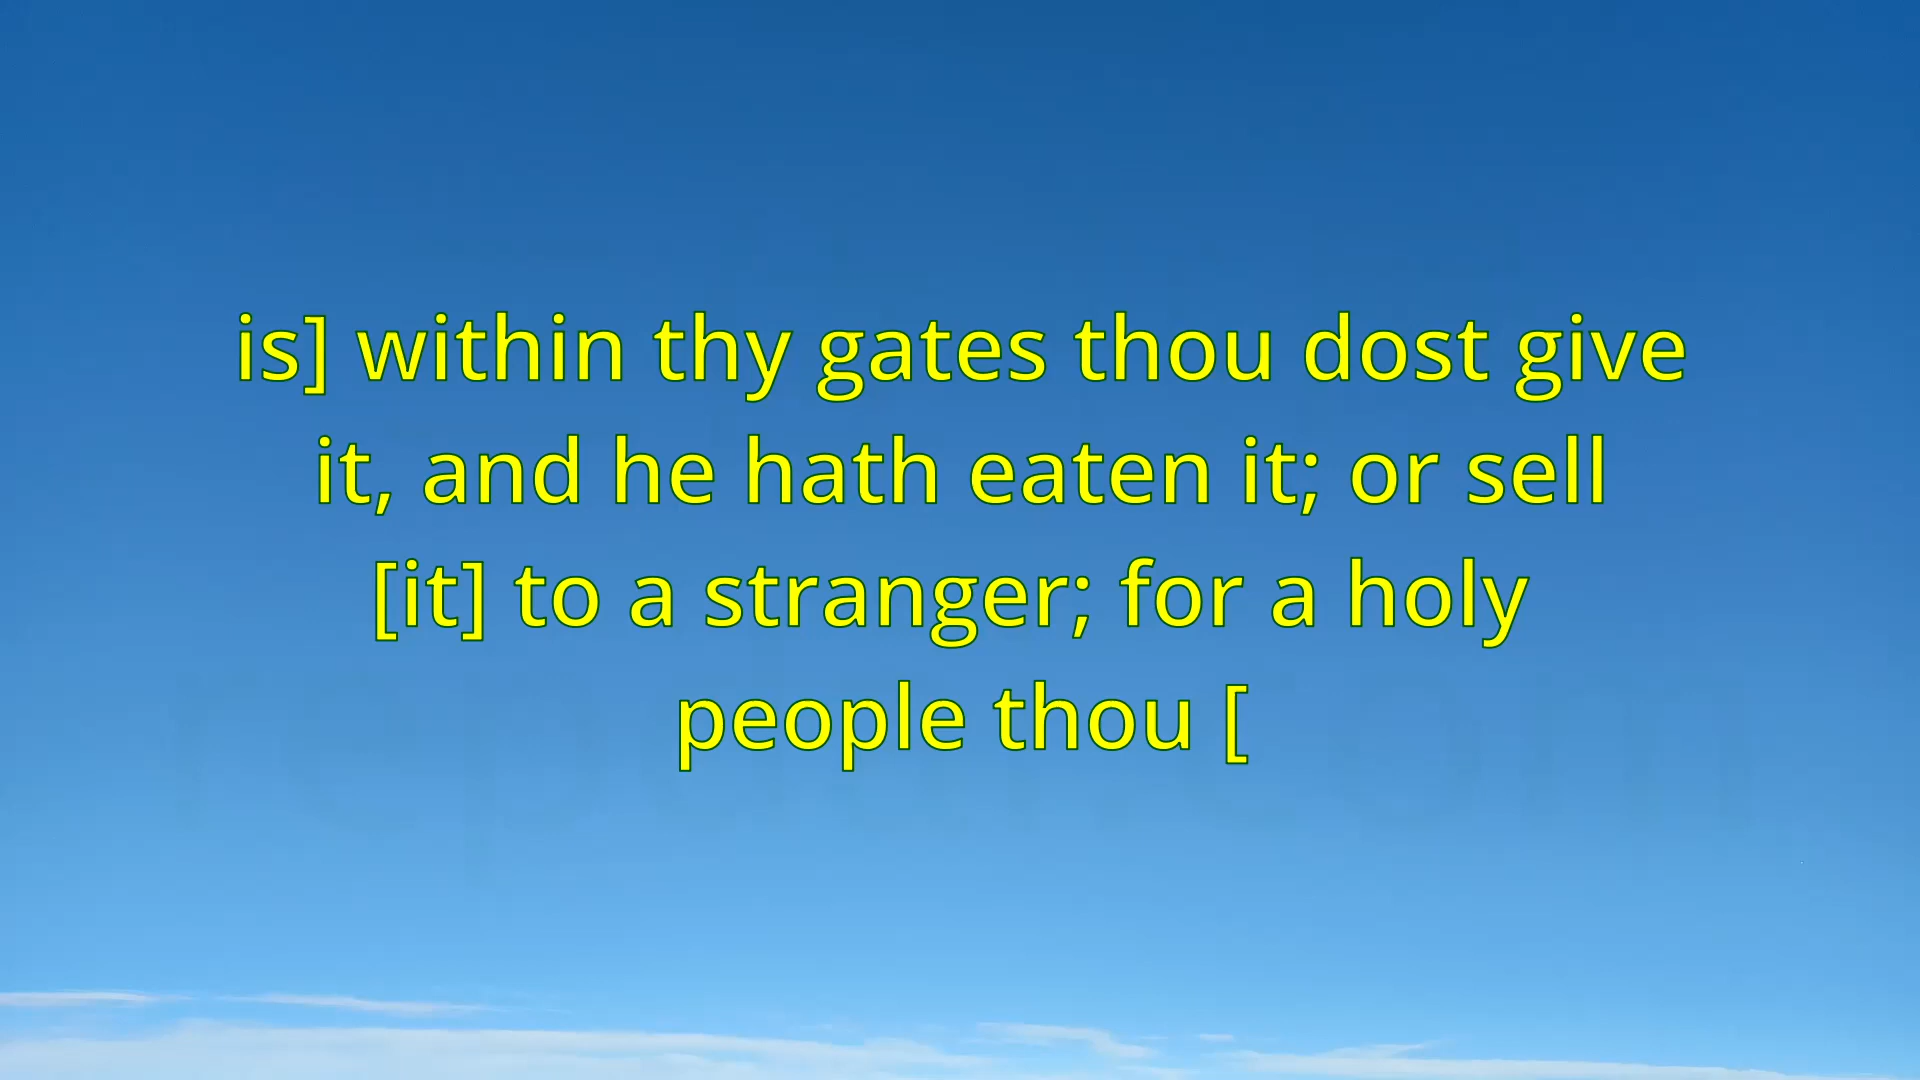 is] within thy gates thou dost give
it, and he hath eaten it; or sell
[it] to a stranger; for a holy
people thou [